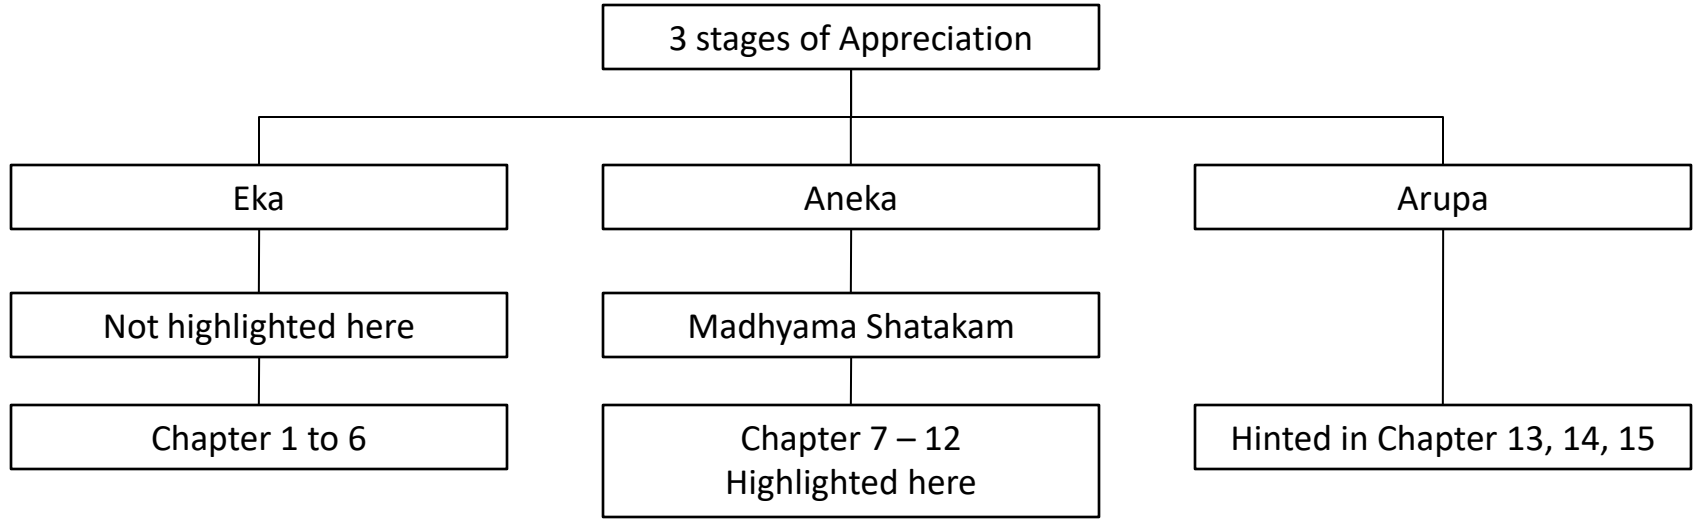 3 stages of Appreciation
Eka
Aneka
Arupa
Not highlighted here
Madhyama Shatakam
Chapter 1 to 6
Chapter 7 – 12
Highlighted here
Hinted in Chapter 13, 14, 15